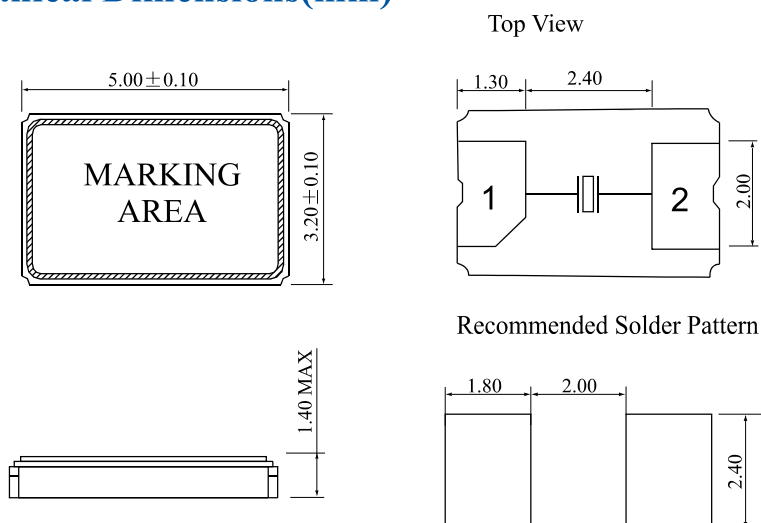 Top View
5.00±0.10
MARKING
AREA
3.20±0.10
1.30
2.40
1
2
2.00
Recommended Solder Pattern
1.40 MAX
1.80
2.00
2.40